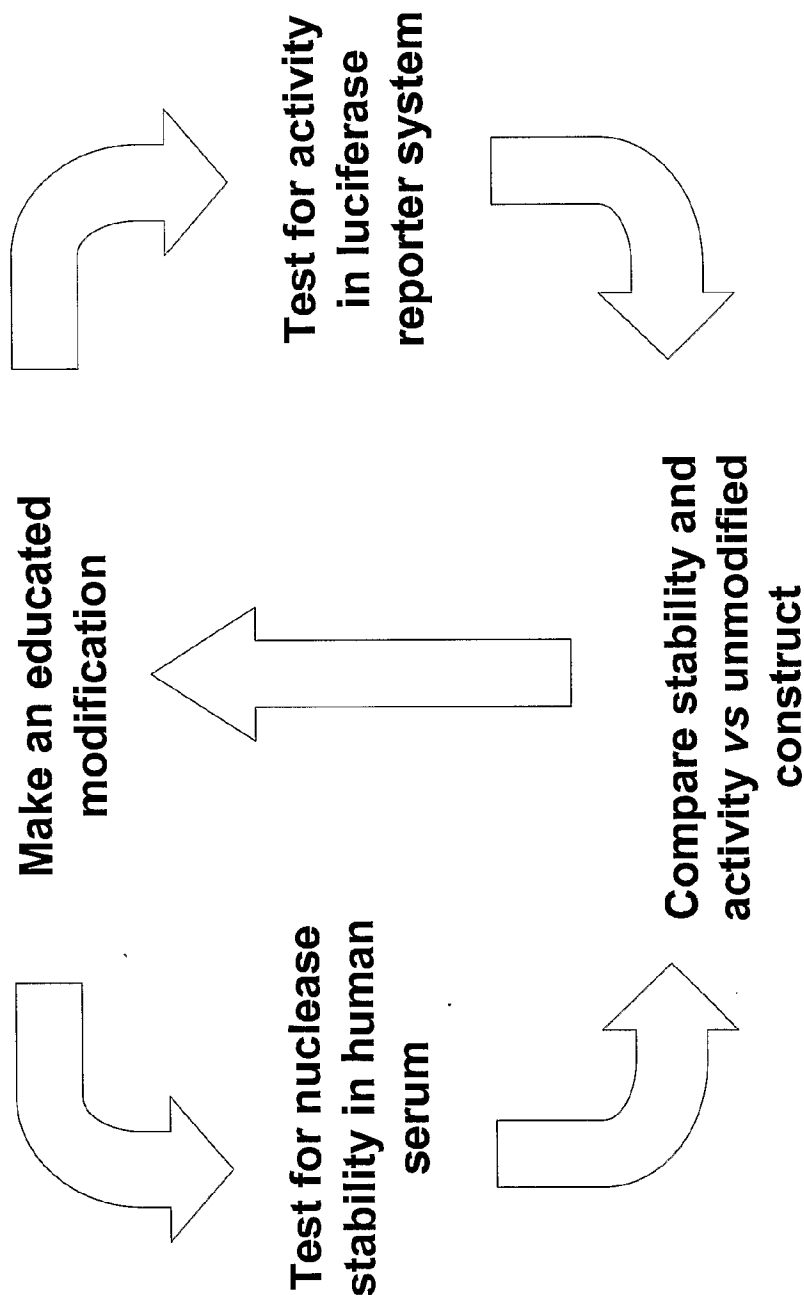 Make an educated
modification
Test for nuclease
stability in human
serum
Test for activity
in luciferase
reporter system
Compare stability and
activity vs unmodified
construct